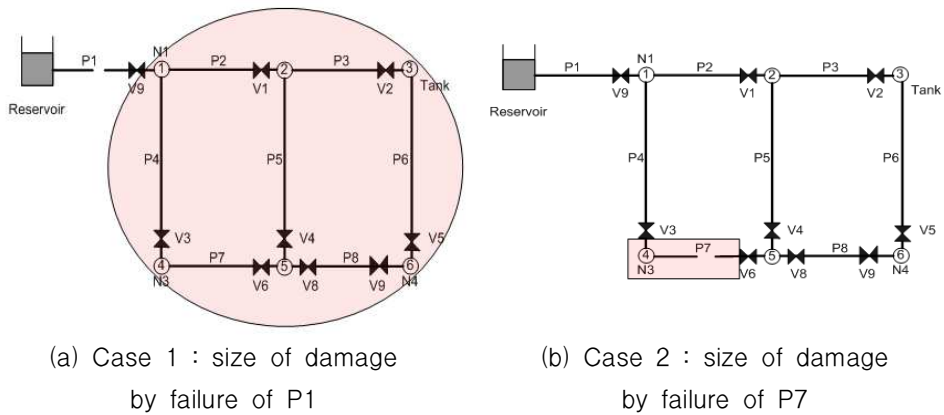 N1
P1
1
P2
2
P3
3
V9
V1
V2
Tank
Reservoir
P4
P5
P6
V3
V4
V5
4
P7
5
P8
6
N3
V6
V8
V9
N4
(a) Case 1 : size of damage
by failure of P1
N1
P1
1
P2
2
P3
3
V9
V1
V2
Tank
Reservoir
P4
P5
P6
V3
V4
V5
4
P7
5
P8
6
N3
V6
V8
V9
N4
(b) Case 2 : size of damage
by failure of P7